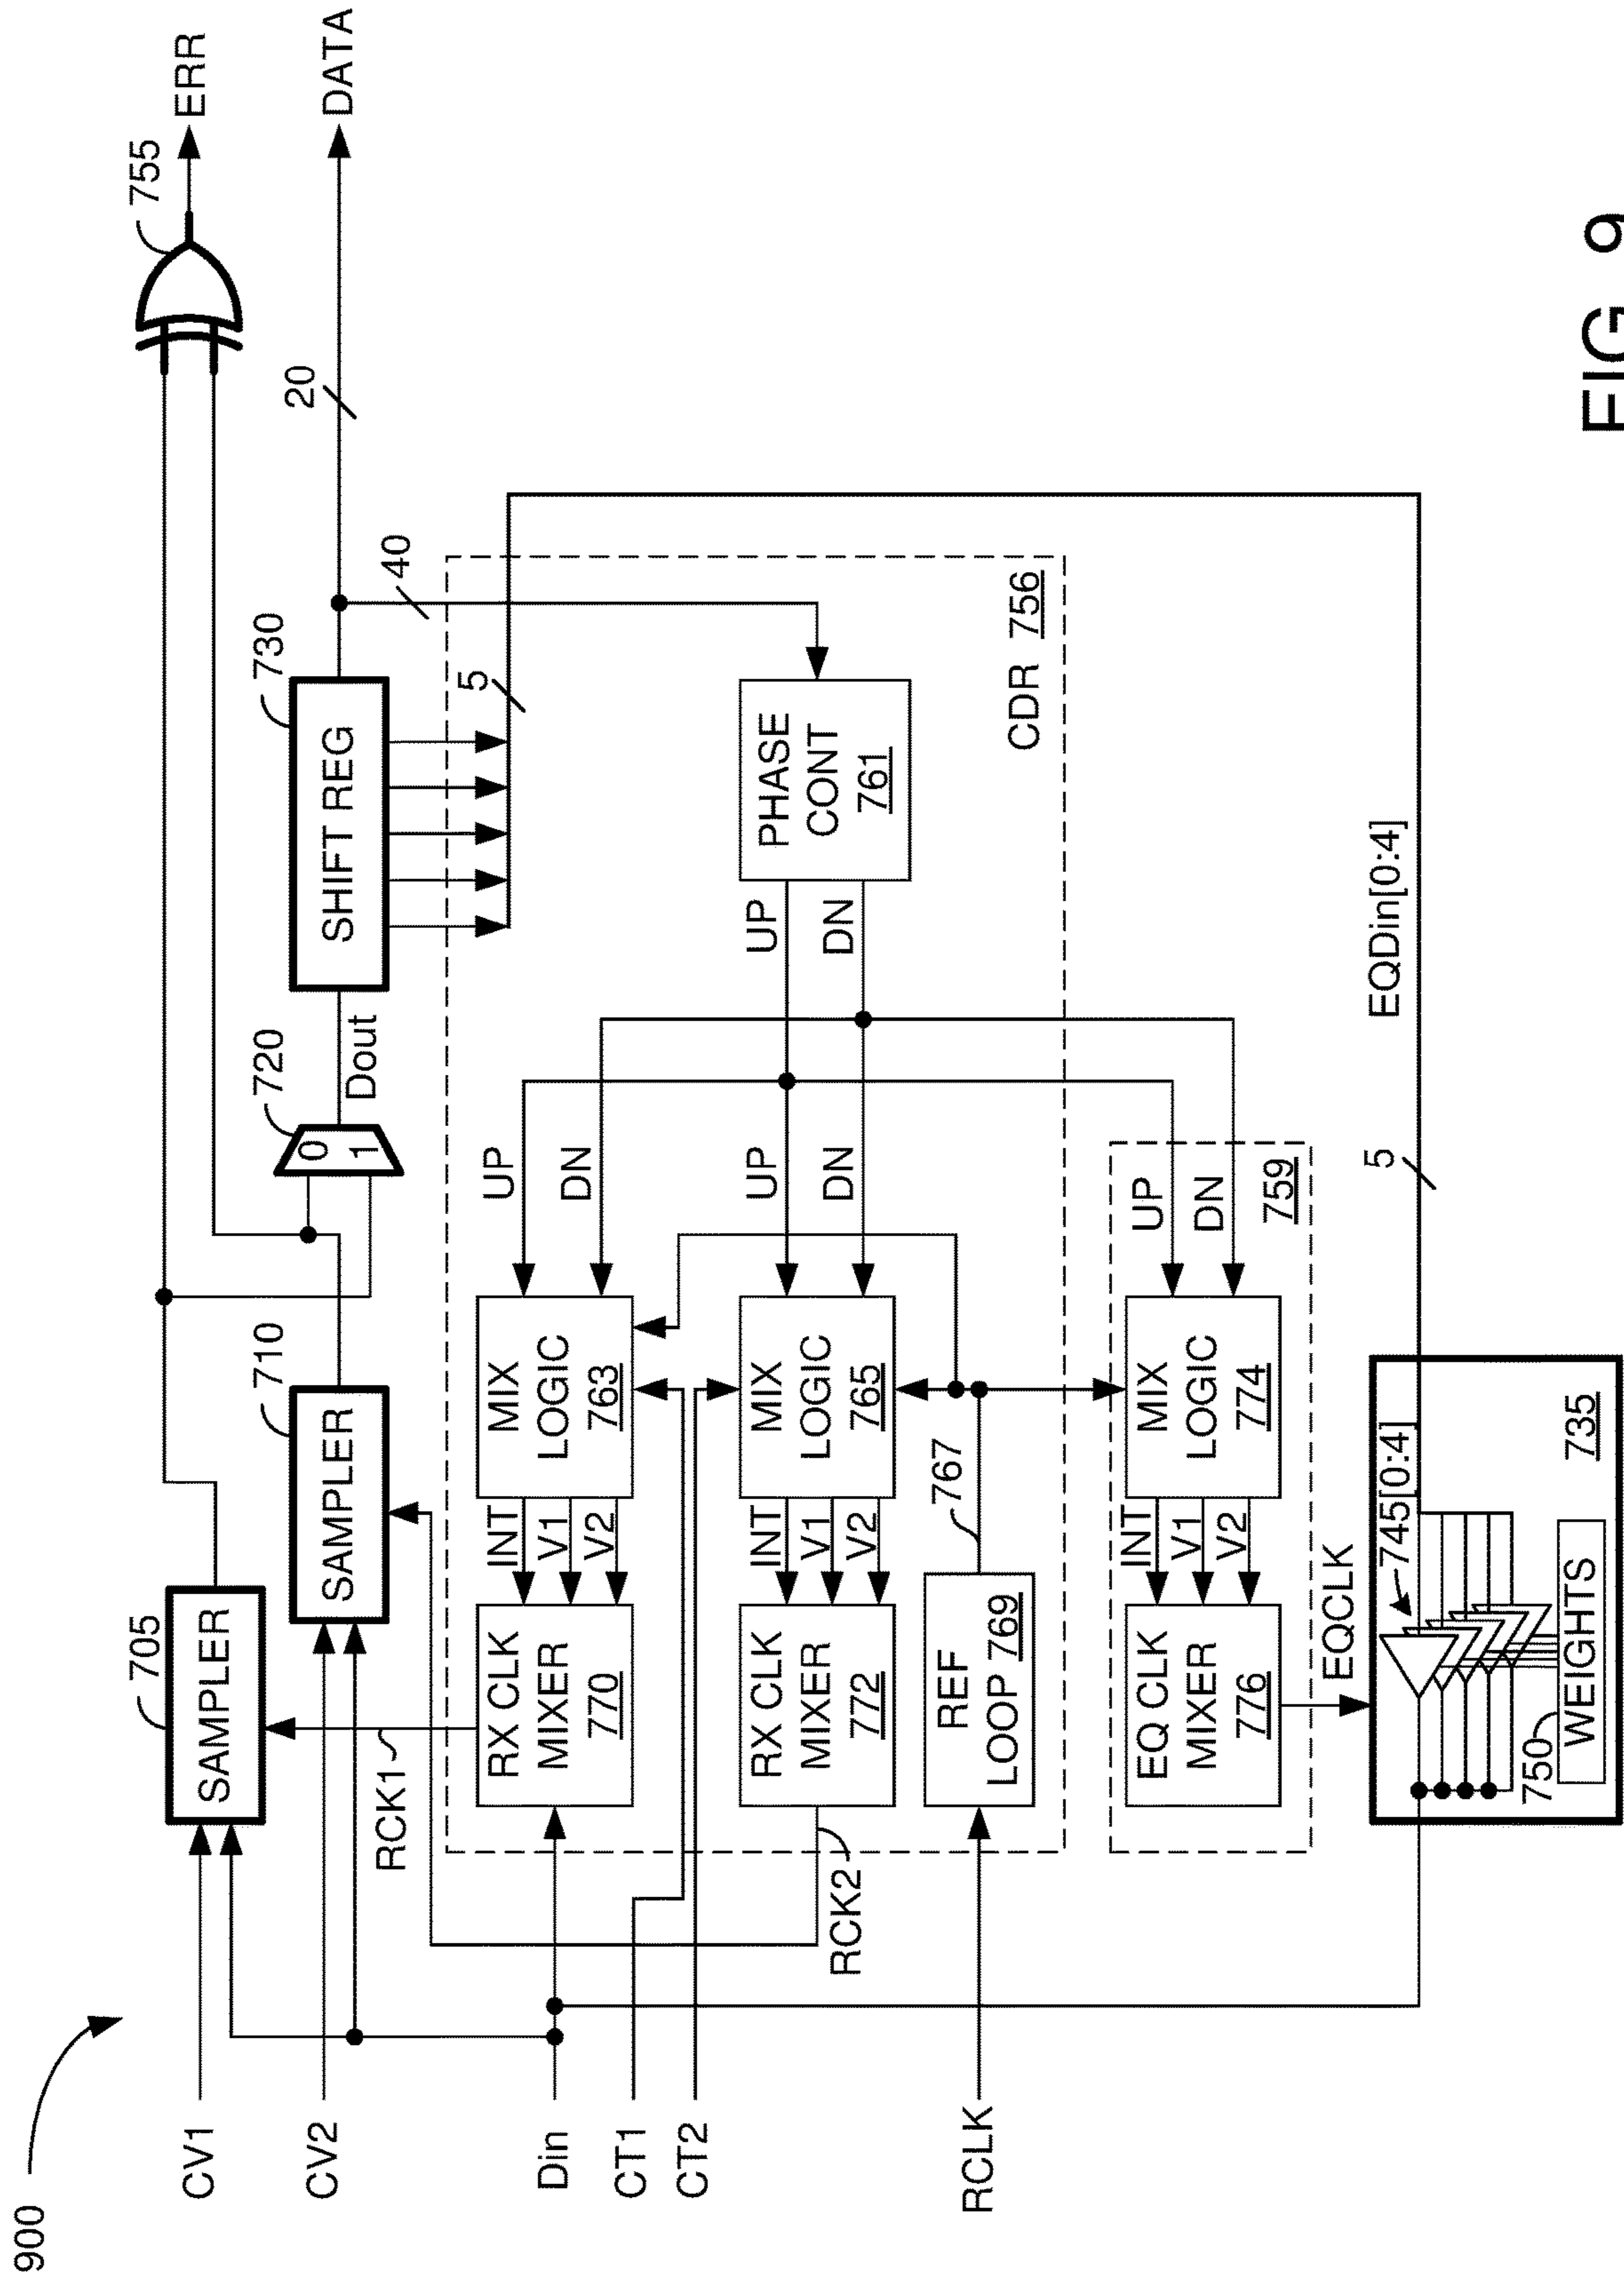 900
CV1
CV2
Din
CT1
CT2
RCLK
705
SAMPLER
710
SAMPLER
720
0
1
Dout
730
SHIFT REG
755
ERR
DATA
20
40
5
RCK1
RX CLK
MIXER
770
INT
V1
V2
MIX
LOGIC
763
UP
DN
RCK2
RX CLK
MIXER
772
INT
V1
V2
MIX
LOGIC
765
UP
DN
UP
DN
PHASE
CONT
761
CDR 756
REF
LOOP 769
767
EQ CLK
MIXER
776
INT
V1
V2
MIX
LOGIC
774
UP
DN
759
EQCLK
745[0:4]
750
WEIGHTS
735
5
EQDin[0:4]
FIG. 9